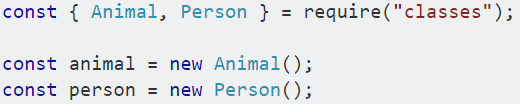 const { Animal, Person } = require("classes");
const animal = new Animal();
const person = new Person();